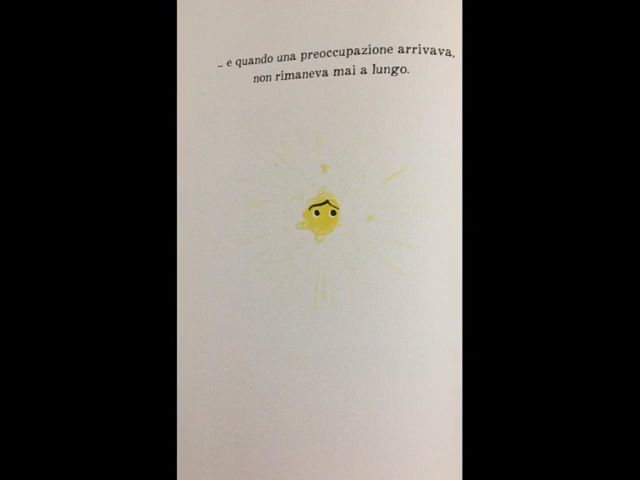 … e quando una preoccupazione arrivava,
non rimaneva mai a lungo.